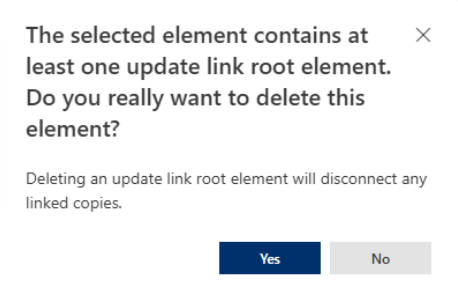 The selected element contains at
least one update link root element.
Do you really want to delete this
element?
Deleting an update link root element will disconnect any
linked copies.
Yes No